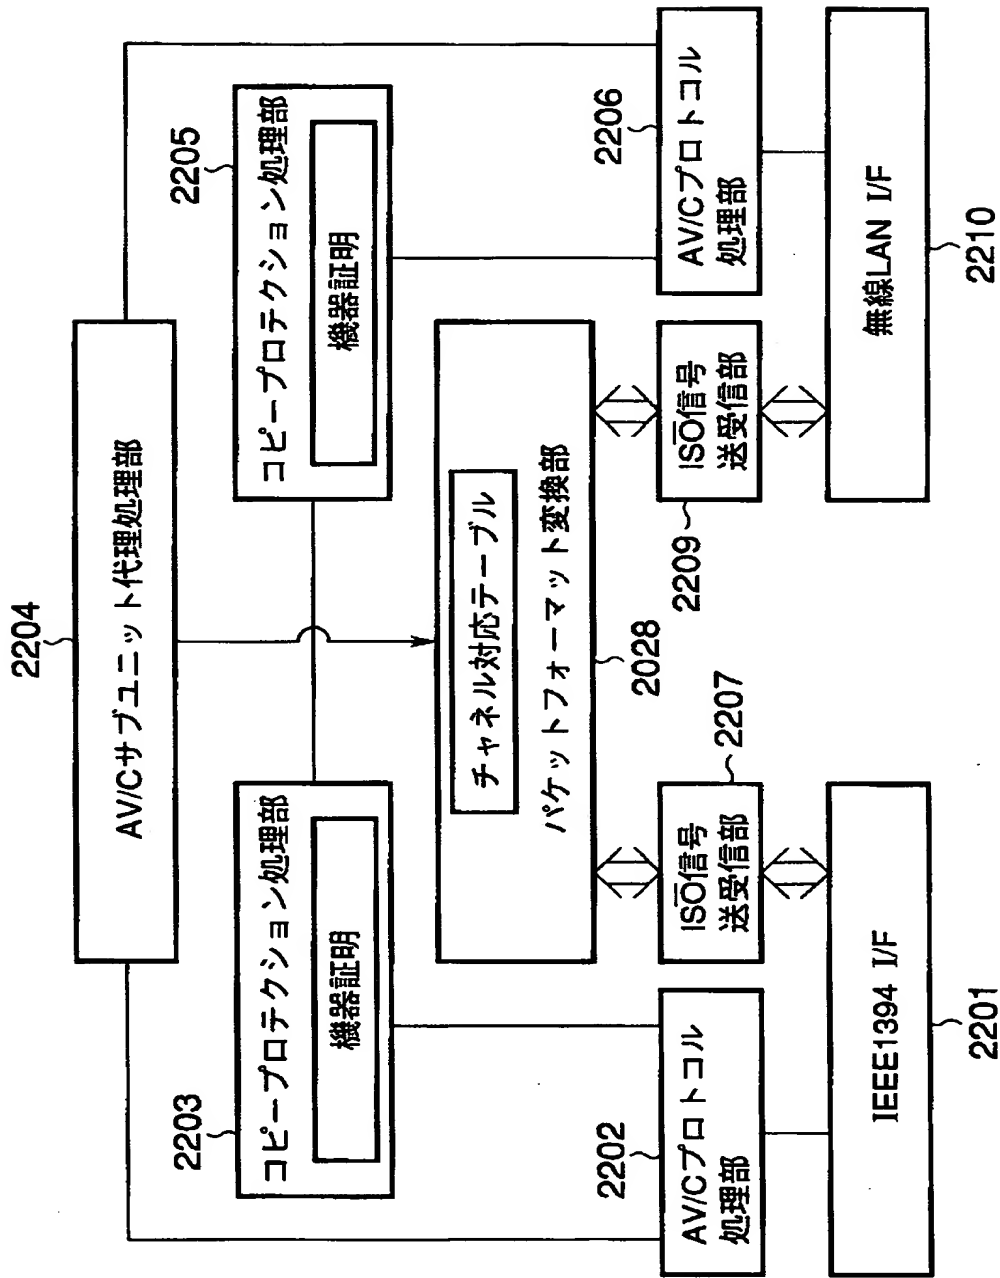 2204
AV/Cサブユニット代理処理部
2203
コピープロテクション処理部
機器証明
2205
コピープロテクション処理部
機器証明
チャネル対応テーブル
パケットフォーマット変換部
2028
2202
AV/Cプロトコル
処理部
ISO信号
送受信部
2207
2209
ISO信号
送受信部
2206
AV/Cプロトコル
処理部
IEEE1394 I/F
2201
無線LAN I/F
2210